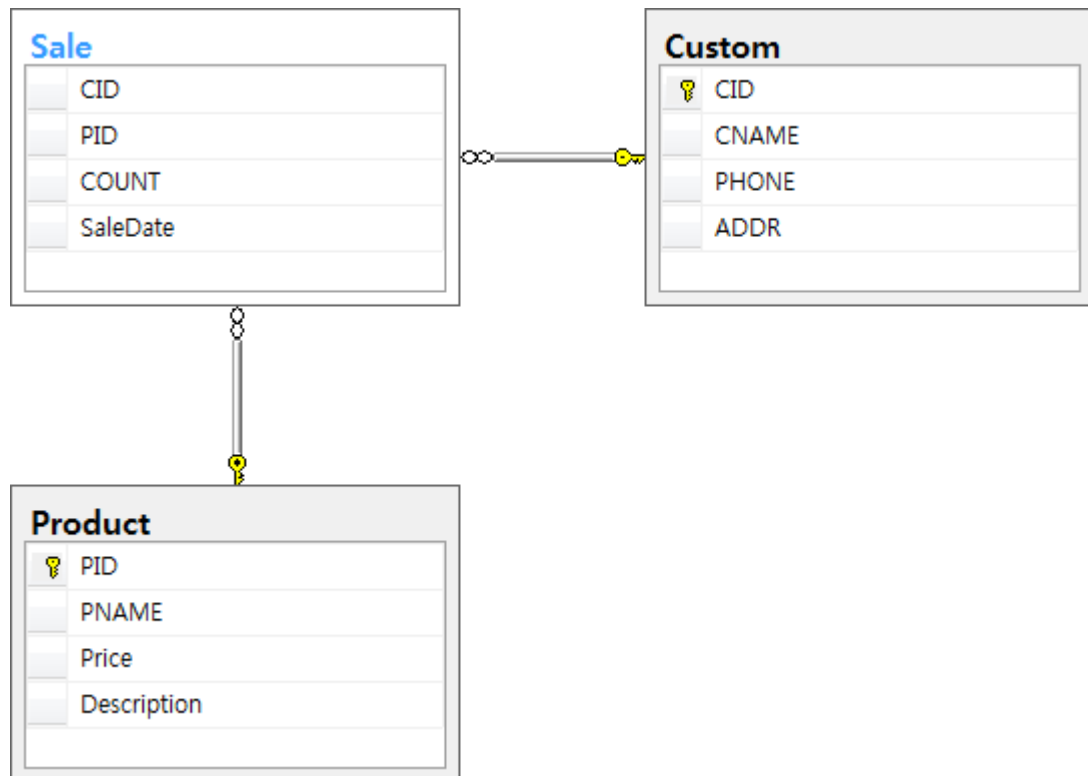 Sale
CID
PID
COUNT
SaleDate
Custom
CID
CNAME
PHONE
ADDR
Product
PID
PNAME
Price
Description